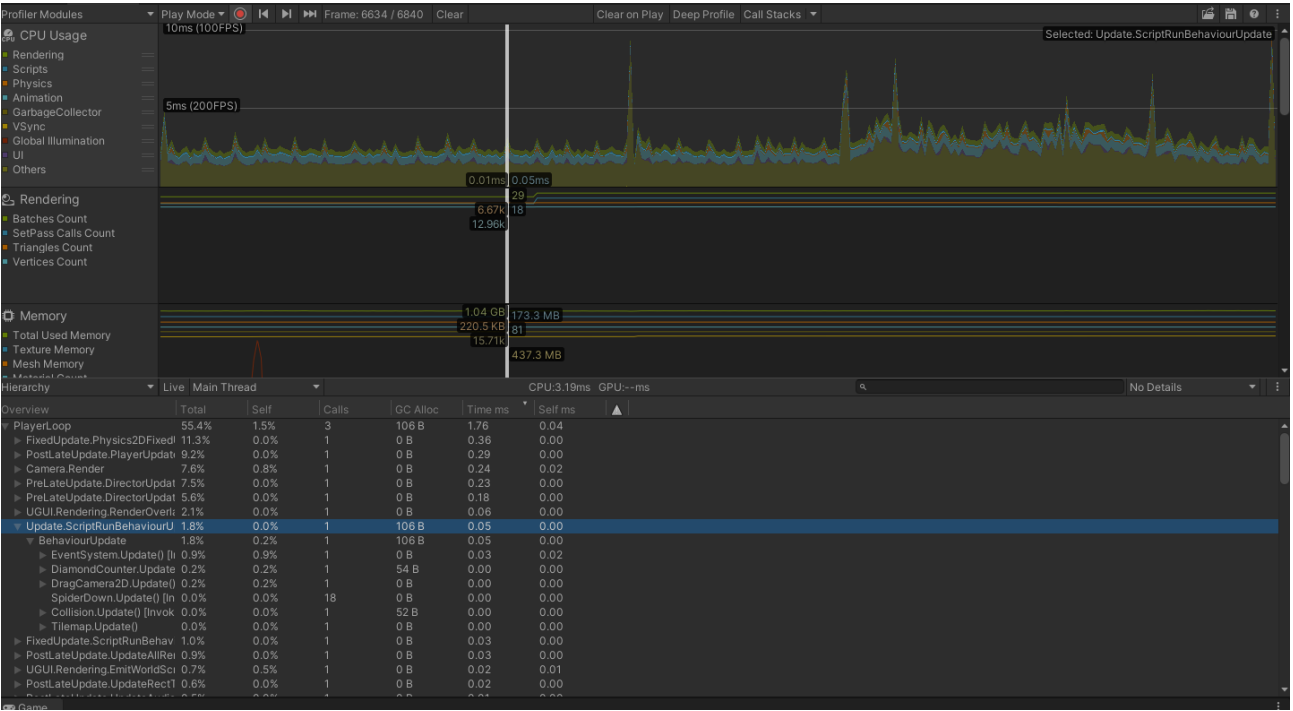 Profiler Modules Play Mode Frame: 6634 / 6840 Clear Clear on Play Deep Profile Call Stacks
CPU Usage
Rendering
Scripts
Physics
Animation
GarbageCollector
VSync
Global Illumination
UI
Others
10ms (100FPS)
Selected: Update.ScriptRunBehaviourUpdate
5ms (200FPS)
0.01ms 0.05ms
Rendering
Batches Count
SetPass Calls Count
Triangles Count
Vertices Count
29
6.67k 18
12.96k
Memory
Total Used Memory
Texture Memory
Mesh Memory
Material Count
1.04 GB 173.3 MB
220.5 KB 81
15.71k
437.3 MB
Hierarchy Live Main Thread CPU:3.19ms GPU:--ms No Details
Overview Total Self Calls GC Alloc Time ms Self ms
PlayerLoop 55.4% 1.5% 3 106 B 1.76 0.04
FixedUpdate.Physics2DFixedU 11.3% 0.0% 1 0 B 0.36 0.00
PostLateUpdate.PlayerUpdate 9.2% 0.0% 1 0 B 0.29 0.00
Camera.Render 7.6% 0.8% 1 0 B 0.24 0.02
PreLateUpdate.DirectorUpdat 7.5% 0.0% 1 0 B 0.23 0.00
PreLateUpdate.DirectorUpdat 5.6% 0.0% 1 0 B 0.18 0.00
UGUI.Rendering.RenderOverla 2.1% 0.0% 1 0 B 0.06 0.00
Update.ScriptRunBehaviourU 1.8% 0.0% 1 106 B 0.05 0.00
BehaviourUpdate 1.8% 0.2% 1 106 B 0.05 0.00
EventSystem.Update() [In 0.9% 0.9% 1 0 B 0.03 0.02
DiamondCounter.Update 0.2% 0.2% 1 54 B 0.00 0.00
DragCamera2D.Update() 0.2% 0.2% 1 0 B 0.00 0.00
SpiderDown.Update() [In 0.0% 0.0% 18 0 B 0.00 0.00
Collision.Update() [Invok 0.0% 0.0% 1 52 B 0.00 0.00
Tilemap.Update() 0.0% 0.0% 1 0 B 0.00 0.00
FixedUpdate.ScriptRunBehav 1.0% 0.0% 1 0 B 0.03 0.00
PostLateUpdate.UpdateAllRe 0.9% 0.0% 1 0 B 0.03 0.00
UGUI.Rendering.EmitWorldScr 0.7% 0.5% 1 0 B 0.02 0.01
PostLateUpdate.UpdateRectT 0.6% 0.0% 1 0 B 0.02 0.00
Game